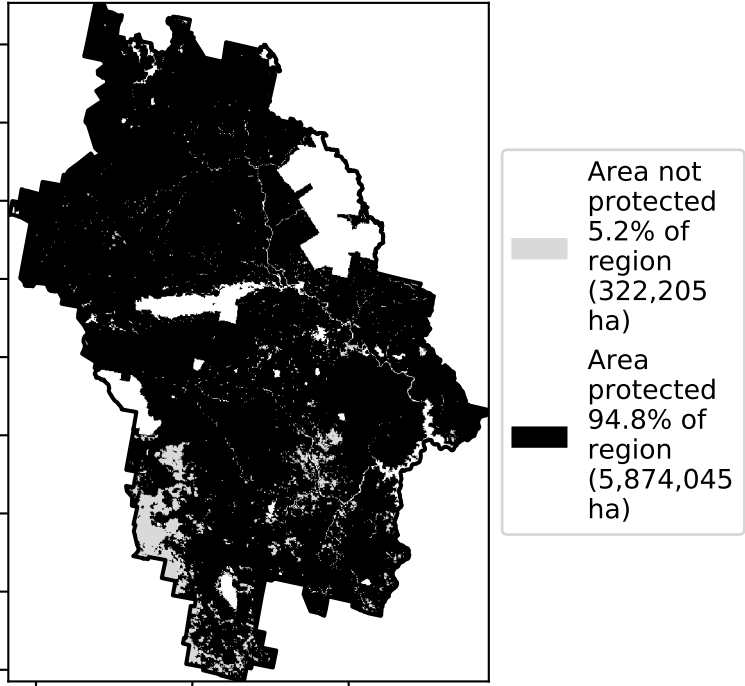 Area not
protected
5.2% of
region
(322,205
ha)
Area
protected
94.8% of
region
(5,874,045
ha)